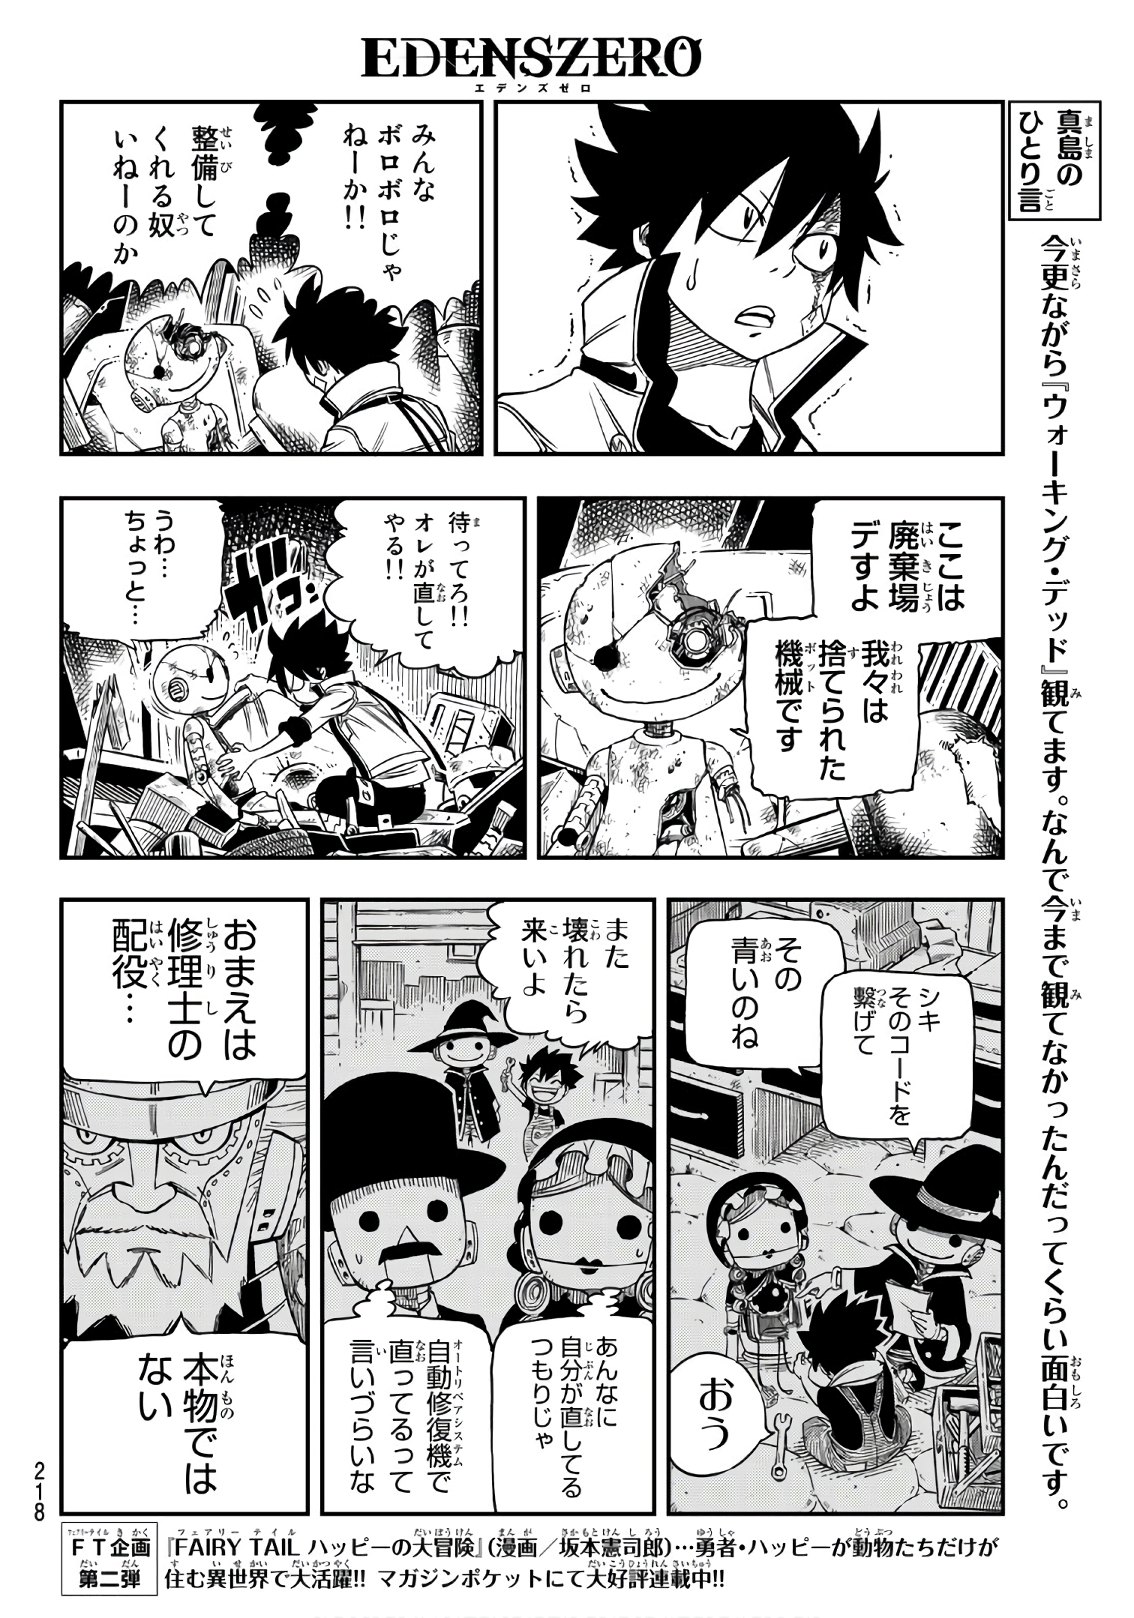 EDENSZERO
エデンズゼロ
真島の
ひとり言
今更ながら『ウォーキング・デッド』観てます。なんで今まで観てなかったんだってくらい面白いです。
みんな
ボロボロじゃ
ねーか!!
整備して
くれる奴
いねーのか
ここは
廃棄場
デすよ
我々は
捨てられた
機械です
待ってろ!!
オレが直して
やる!!
ガコン
うわ…
ちょっと…
シキ
そのコードを
繋げて
その
青いのね
おう
また
壊れたら
来いよ
あんなに
自分が直してる
つもりじゃ
自動修復機で
直ってるって
言いづらいな
おまえは
修理士の
配役…
本物では
ない
218
FT企画
第二弾
『FAIRY TAIL ハッピーの大冒険』(漫画/坂本憲司郎)…勇者・ハッピーが動物たちだけが
住む異世界で大活躍!! マガジンポケットにて大好評連載中!!